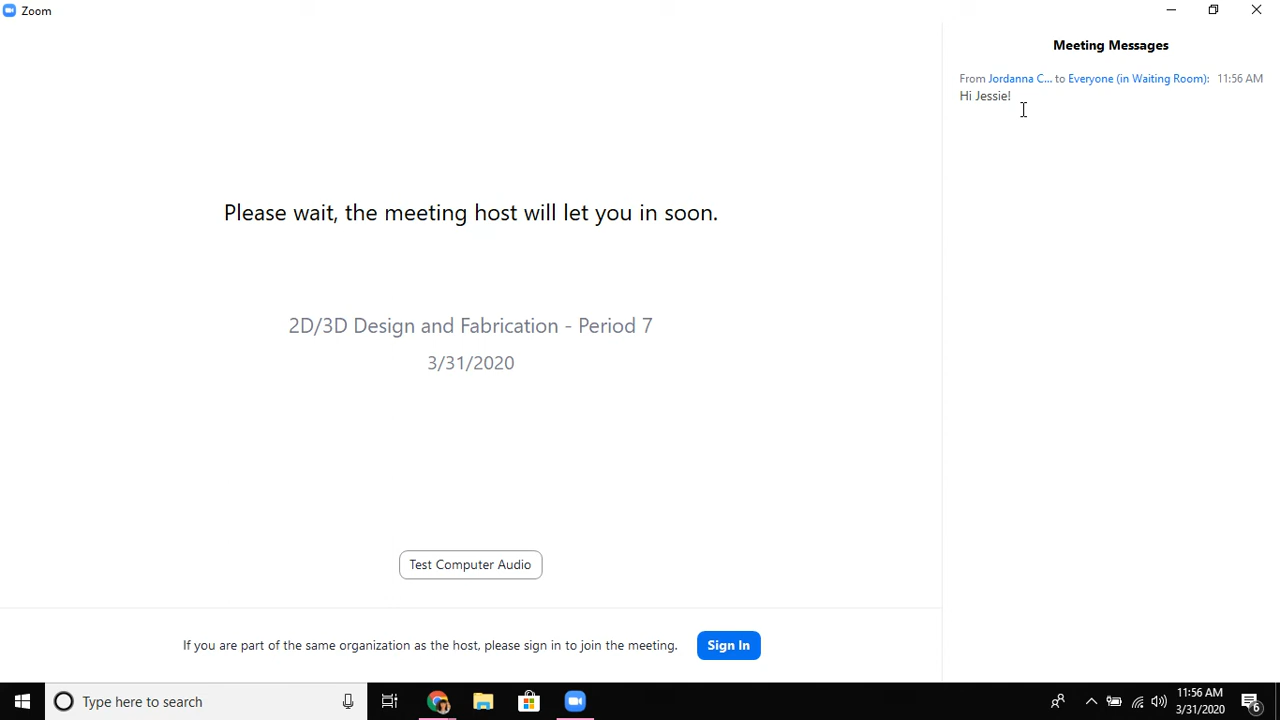 Zoom
Meeting Messages
From Jordanna C... to Everyone (in Waiting Room): 11:56 AM
Hi Jessie!
Please wait, the meeting host will let you in soon.
2D/3D Design and Fabrication - Period 7
3/31/2020
Test Computer Audio
If you are part of the same organization as the host, please sign in to join the meeting.
Sign In
Type here to search
11:56 AM
3/31/2020
6